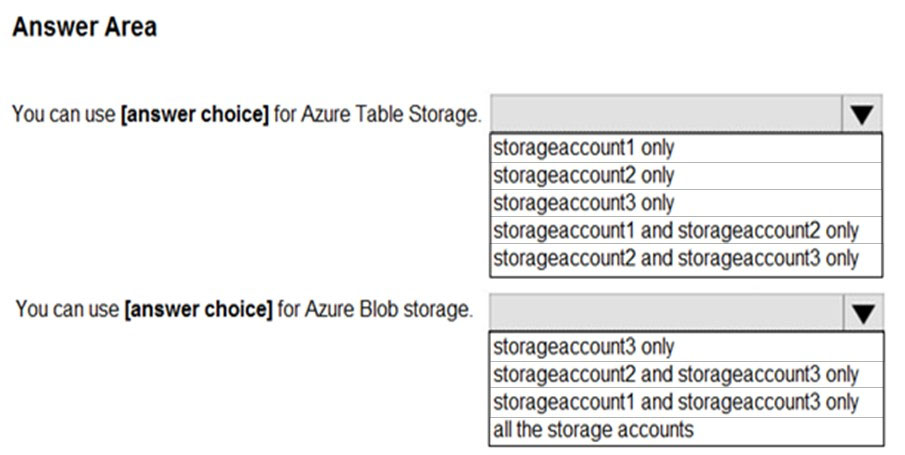 Answer Area
You can use [answer choice] for Azure Table Storage.
storageaccount1 only
storageaccount2 only
storageaccount3 only
storageaccount1 and storageaccount2 only
storageaccount2 and storageaccount3 only
You can use [answer choice] for Azure Blob storage.
storageaccount3 only
storageaccount2 and storageaccount3 only
storageaccount1 and storageaccount3 only
all the storage accounts